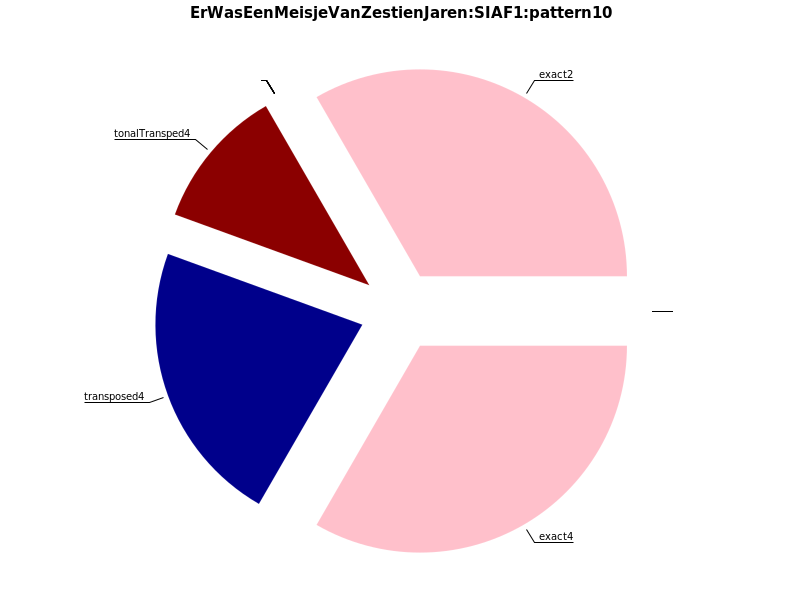 ErWasEenMeisjeVanZestienJaren:SIAF1:pattern10
exact2
tonalTransped4
transposed4
exact4